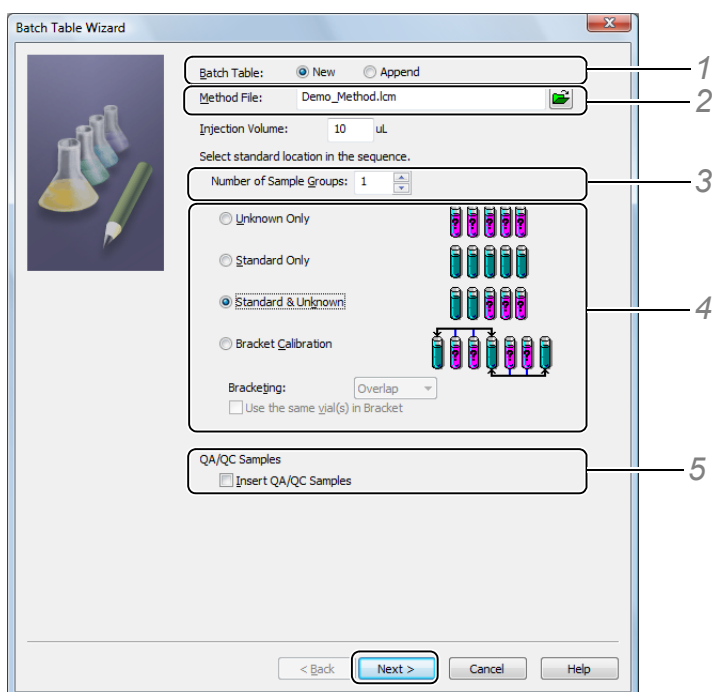 Batch Table Wizard
Batch Table: New Append 1
Method File: Demo_Method.lcm 2
Injection Volume: 10 uL
Select standard location in the sequence.
Number of Sample Groups: 1 3
Unknown Only ? ? ? ? ?
Standard Only
Standard & Unknown ? ? ? 4
Bracket Calibration ? ? ? ?
Bracketing: Overlap
Use the same vial(s) in Bracket
QA/QC Samples
Insert QA/QC Samples 5
< Back Next > Cancel Help